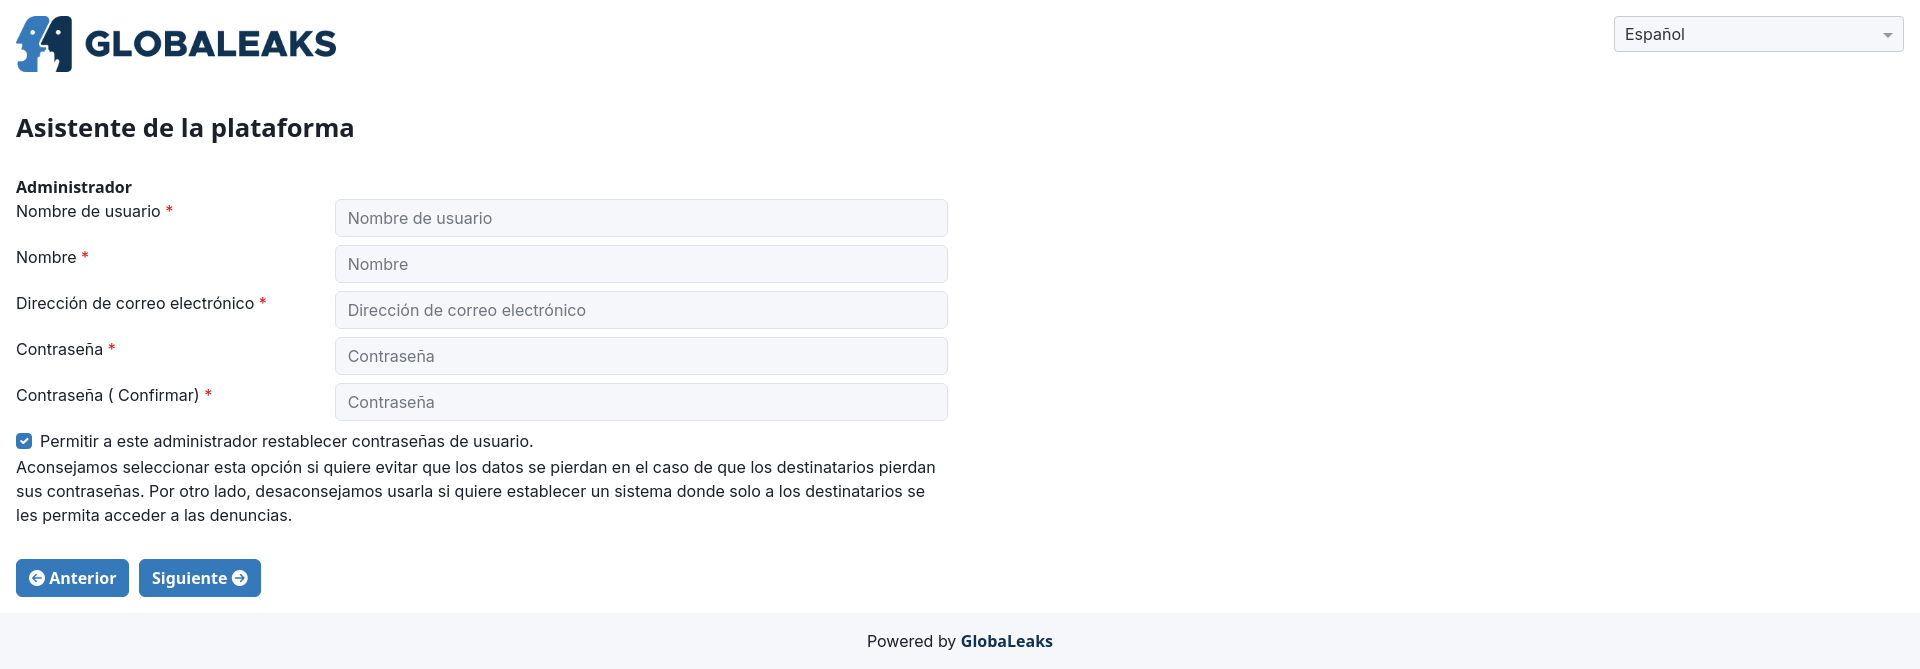 GLOBALEAKS
Español
Asistente de la plataforma
Administrador
Nombre de usuario *
Nombre de usuario
Nombre *
Nombre
Dirección de correo electrónico *
Dirección de correo electrónico
Contraseña *
Contraseña
Contraseña ( Confirmar) *
Contraseña
Permitir a este administrador restablecer contraseñas de usuario.
Aconsejamos seleccionar esta opción si quiere evitar que los datos se pierdan en el caso de que los destinatarios pierdan
sus contraseñas. Por otro lado, desaconsejamos usarla si quiere establecer un sistema donde solo a los destinatarios se
les permita acceder a las denuncias.
Anterior
Siguiente
Powered by GlobaLeaks